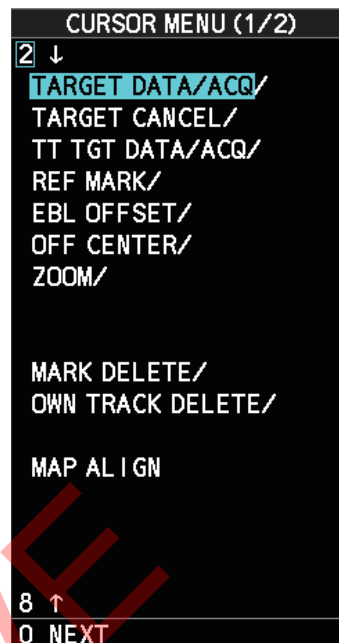 CURSOR MENU (1/2)
2 ↓
TARGET DATA/ACQ/
TARGET CANCEL/
TT TGT DATA/ACQ/
REF MARK/
EBL OFFSET/
OFF CENTER/
ZOOM/
MARK DELETE/
OWN TRACK DELETE/
MAP ALIGN
8 ↑
0 NEXT